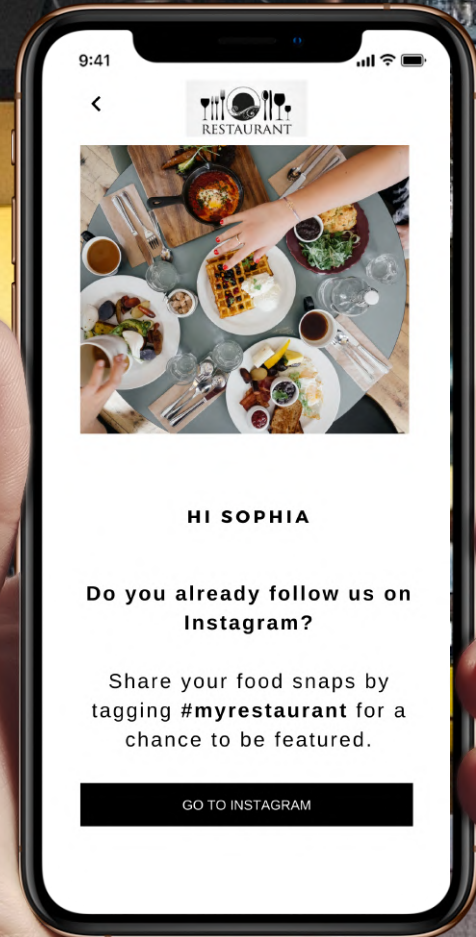 9:41
RESTAURANT
HI SOPHIA
Do you already follow us on
Instagram?
Share your food snaps by
tagging #myrestaurant for a
chance to be featured.
GO TO INSTAGRAM